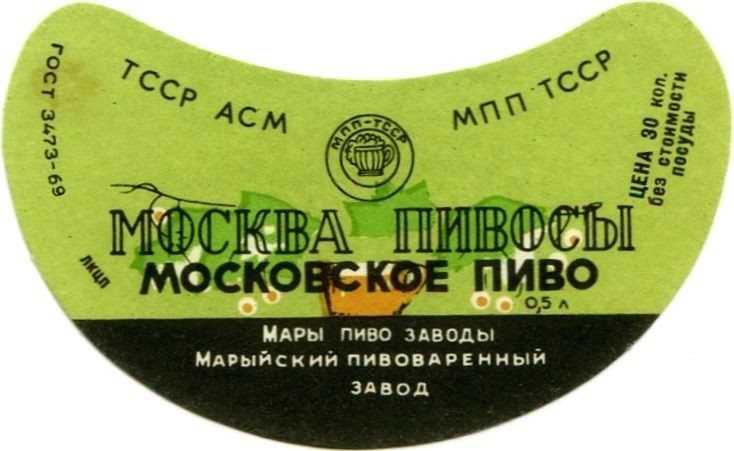 ГОСТ 3473-69
ТССР АСМ
МПП ТССР
МПП-ТССР
ЦЕНА 30 коп.
без стоимости
посуды
МОСКВА ПИВОСЫ
ЛКЦП
МОСКОВСКОЕ ПИВО
0,5 л
МАРЫ ПИВО ЗАВОДЫ
МАРЫЙСКИЙ ПИВОВАРЕННЫЙ
ЗАВОД